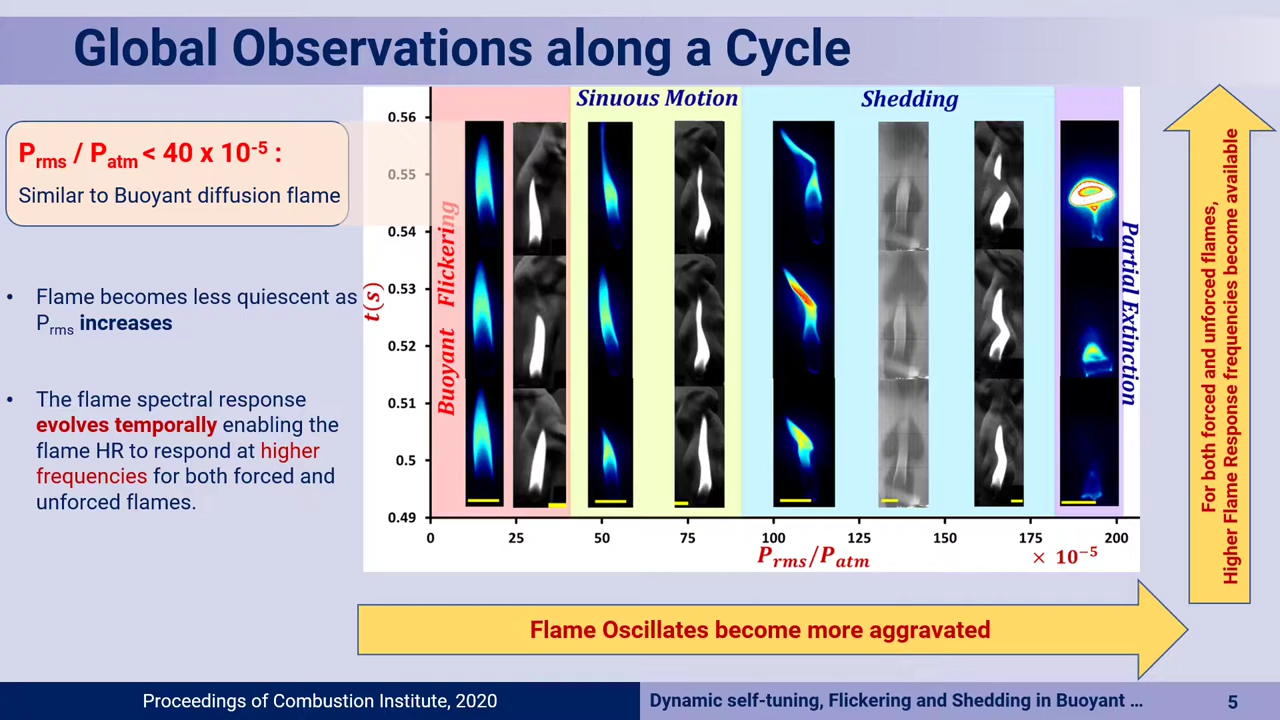 Global Observations along a Cycle
Prms / Patm < 40 x 10-5 :
Similar to Buoyant diffusion flame
• Flame becomes less quiescent as
Prms increases
• The flame spectral response
evolves temporally enabling the
flame HR to respond at higher
frequencies for both forced and
unforced flames.
Sinuous Motion
Shedding
Buoyant Flickering
Partial Extinction
t(s)
0.56
0.55
0.54
0.53
0.52
0.51
0.5
0.49
0 25 50 75 100 125 150 175 200
Prms/Patm
× 10−5
For both forced and unforced flames,
Higher Flame Response frequencies become available
Flame Oscillates become more aggravated
Proceedings of Combustion Institute, 2020
Dynamic self-tuning, Flickering and Shedding in Buoyant ...
5